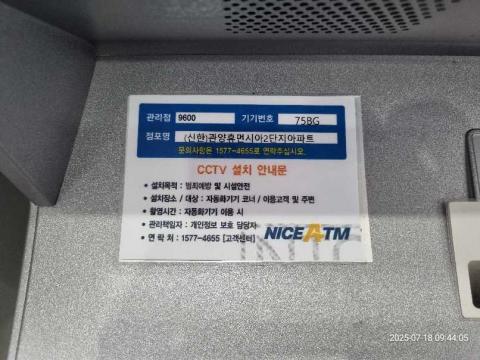 관리점 9600 기기번호 75BG
점포명 (신한)관양휴먼시아2단지아파트
문의사항은 1577-4655로 연락주십시오.
CCTV 설치 안내문
• 설치목적 : 범죄예방 및 시설안전
• 설치장소 / 대상 : 자동화기기 코너 / 이용고객 및 주변
• 촬영시간 : 자동화기기 이용 시
• 관리책임자 : 개인정보 보호 담당자
• 연 락 처 : 1577-4655 [고객센터]
NICE ATM
2025-07-18 09:44:05